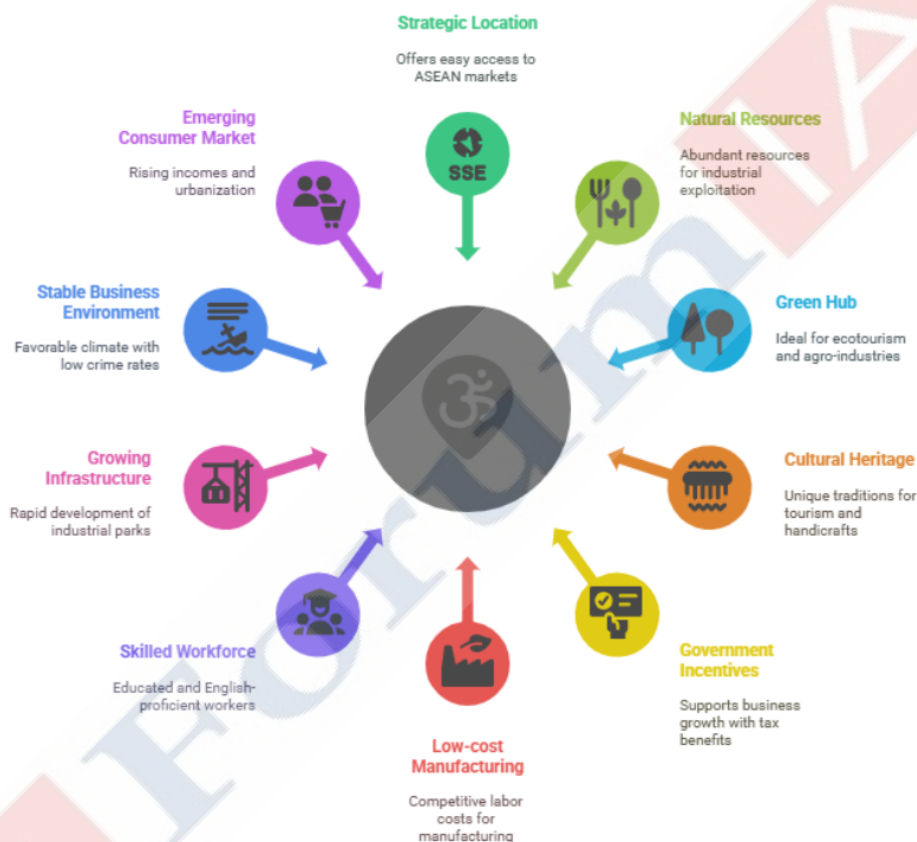 Strategic Location
Offers easy access to
ASEAN markets
SSE
Natural Resources
Abundant resources
for industrial
exploitation
Green Hub
Ideal for ecotourism
and agro-industries
Cultural Heritage
Unique traditions for
tourism and
handicrafts
Government
Incentives
Supports business
growth with tax
benefits
Low-cost
Manufacturing
Competitive labor
costs for
manufacturing
Skilled Workforce
Educated and English-
proficient workers
Growing
Infrastructure
Rapid development of
industrial parks
Stable Business
Environment
Favorable climate with
low crime rates
Emerging
Consumer Market
Rising incomes and
urbanization
ॐ
ForumIA